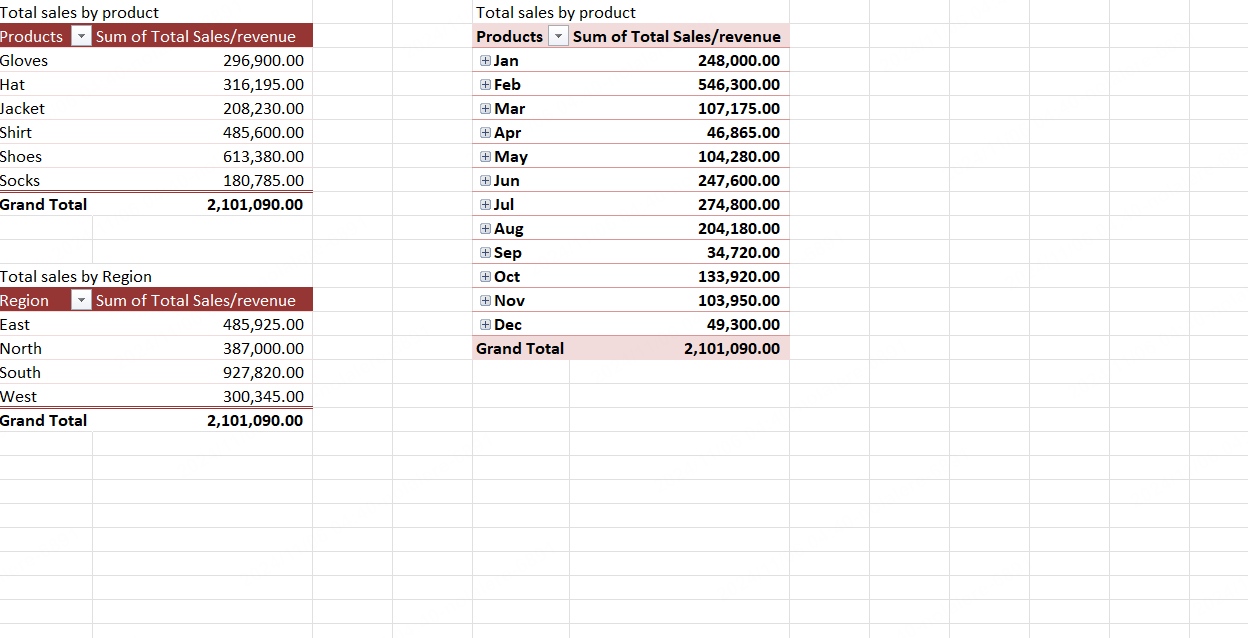 Total sales by product
Products Sum of Total Sales/revenue
Gloves 296,900.00
Hat 316,195.00
Jacket 208,230.00
Shirt 485,600.00
Shoes 613,380.00
Socks 180,785.00
Grand Total 2,101,090.00
Total sales by Region
Region Sum of Total Sales/revenue
East 485,925.00
North 387,000.00
South 927,820.00
West 300,345.00
Grand Total 2,101,090.00
Total sales by product
Products Sum of Total Sales/revenue
Jan 248,000.00
Feb 546,300.00
Mar 107,175.00
Apr 46,865.00
May 104,280.00
Jun 247,600.00
Jul 274,800.00
Aug 204,180.00
Sep 34,720.00
Oct 133,920.00
Nov 103,950.00
Dec 49,300.00
Grand Total 2,101,090.00